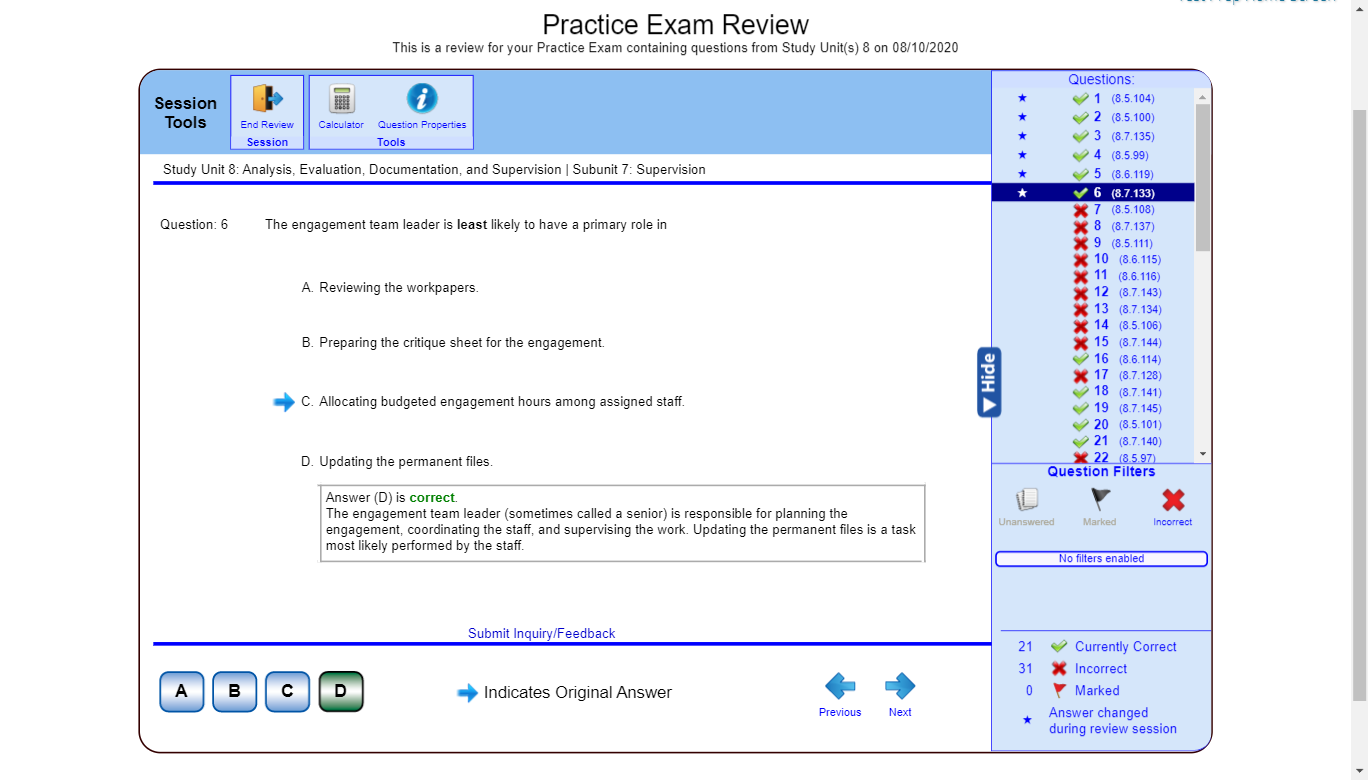 Practice Exam Review
This is a review for your Practice Exam containing questions from Study Unit(s) 8 on 08/10/2020
Session
Tools
End Review
Session
Calculator
Question Properties
Tools
Study Unit 8: Analysis, Evaluation, Documentation, and Supervision | Subunit 7: Supervision
Question: 6
The engagement team leader is least likely to have a primary role in
A. Reviewing the workpapers.
B. Preparing the critique sheet for the engagement.
C. Allocating budgeted engagement hours among assigned staff.
D. Updating the permanent files.
Answer (D) is correct.
The engagement team leader (sometimes called a senior) is responsible for planning the
engagement, coordinating the staff, and supervising the work. Updating the permanent files is a task
most likely performed by the staff.
Submit Inquiry/Feedback
A
B
C
D
Indicates Original Answer
Previous
Next
Hide
Questions:
1 (8.5.104)
2 (8.5.100)
3 (8.7.135)
4 (8.5.99)
5 (8.6.119)
6 (8.7.133)
7 (8.5.108)
8 (8.7.137)
9 (8.5.111)
10 (8.6.115)
11 (8.6.116)
12 (8.7.143)
13 (8.7.134)
14 (8.5.106)
15 (8.7.144)
16 (8.6.114)
17 (8.7.128)
18 (8.7.141)
19 (8.7.145)
20 (8.5.101)
21 (8.7.140)
22 (8.5.97)
Question Filters
Unanswered
Marked
Incorrect
No filters enabled
21 Currently Correct
31 Incorrect
0 Marked
Answer changed
during review session